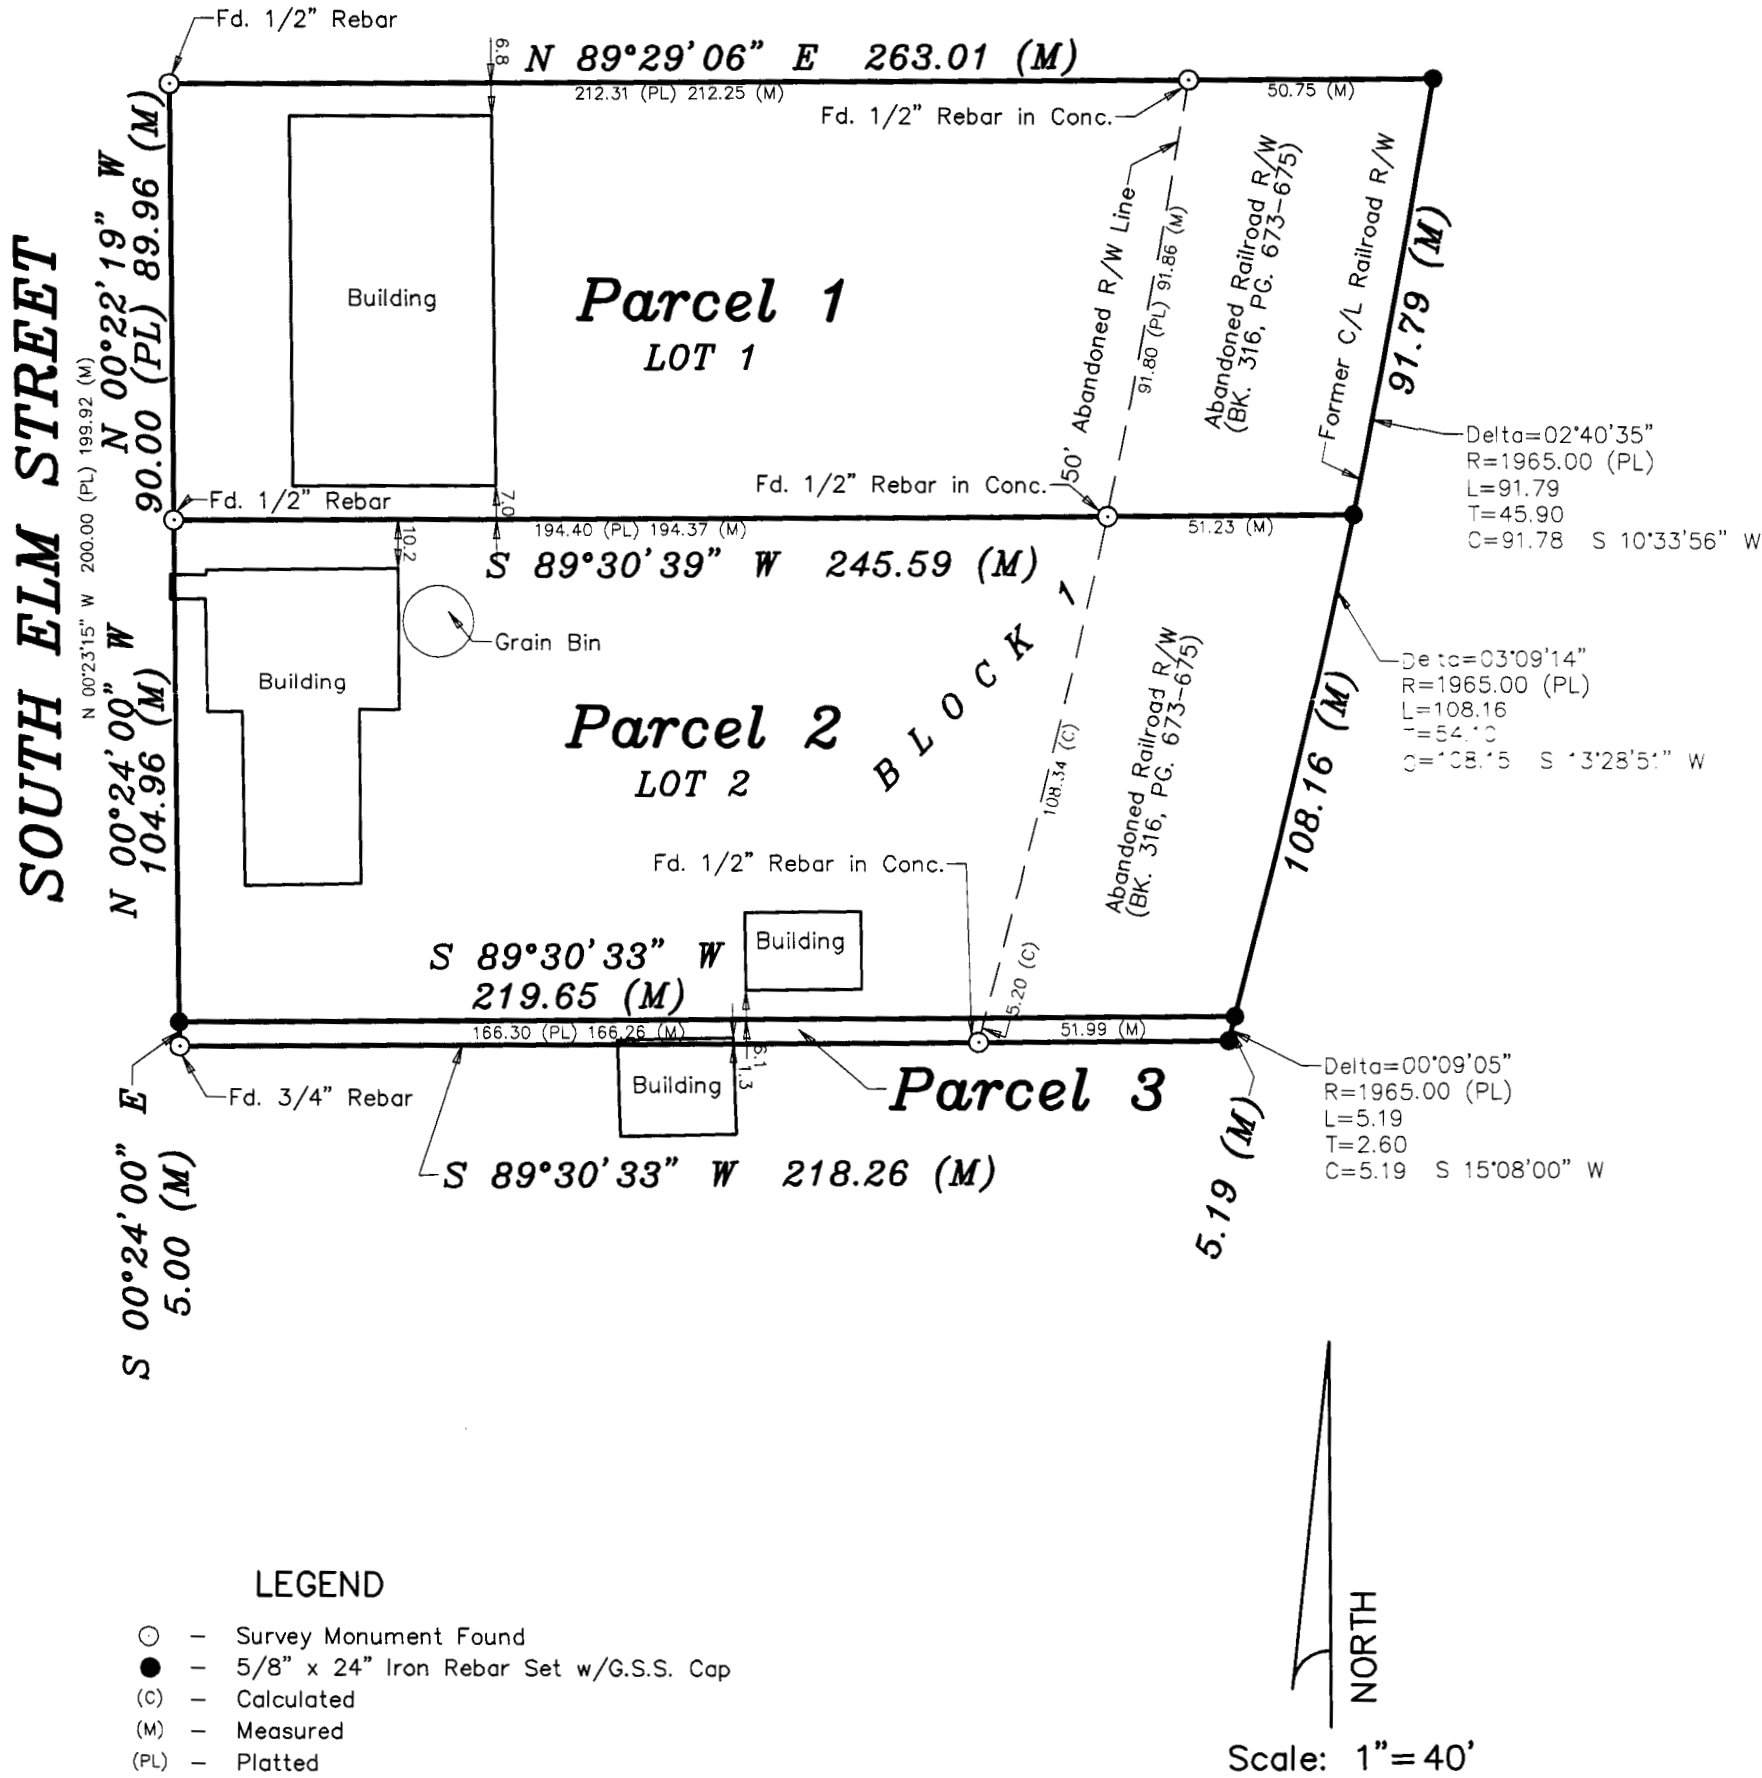 Fd. 1/2" Rebar
6.8
N 89°29'06" E 263.01 (M)
212.31 (PL) 212.25 (M)
50.75 (M)
Fd. 1/2" Rebar in Conc.
SOUTH ELM STREET
N 00°23'15" W 200.00 (PL) 199.92 (M)
N 00°22'19" W
90.00 (PL) 89.96 (M)
Building
Parcel 1
LOT 1
50' Abandoned R/W Line
91.80 (PL) 91.86 (M)
Abandoned Railroad R/W
(BK. 316, PG. 673-675)
Former C/L Railroad R/W
91.79 (M)
Delta=02°40'35"
R=1965.00 (PL)
L=91.79
T=45.90
C=91.78 S 10°33'56" W
Fd. 1/2" Rebar
7.0
Fd. 1/2" Rebar in Conc.
10.2
194.40 (PL) 194.37 (M)
51.23 (M)
S 89°30'39" W 245.59 (M)
Grain Bin
Building
N 00°24'00" W
104.96 (M)
Parcel 2
LOT 2
BLOCK 1
108.34 (C)
Abandoned Railroad R/W
(BK. 316, PG. 673-675)
108.16 (M)
=03°09'14"
R=1965.00 (PL)
L=108.16
=54.10
=108.15 S 13°28'51" W
Fd. 1/2" Rebar in Conc.
5.20 (C)
Building
S 89°30'33" W
219.65 (M)
166.30 (PL) 166.26 (M)
51.99 (M)
6.1
1.3
Building
Parcel 3
Fd. 3/4" Rebar
S 89°30'33" W 218.26 (M)
S 00°24'00" E
5.00 (M)
5.19 (M)
Delta=00°09'05"
R=1965.00 (PL)
L=5.19
T=2.60
C=5.19 S 15°08'00" W
LEGEND
– Survey Monument Found
– 5/8" x 24" Iron Rebar Set w/G.S.S. Cap
(C) – Calculated
(M) – Measured
(PL) – Platted
NORTH
Scale: 1"=40'